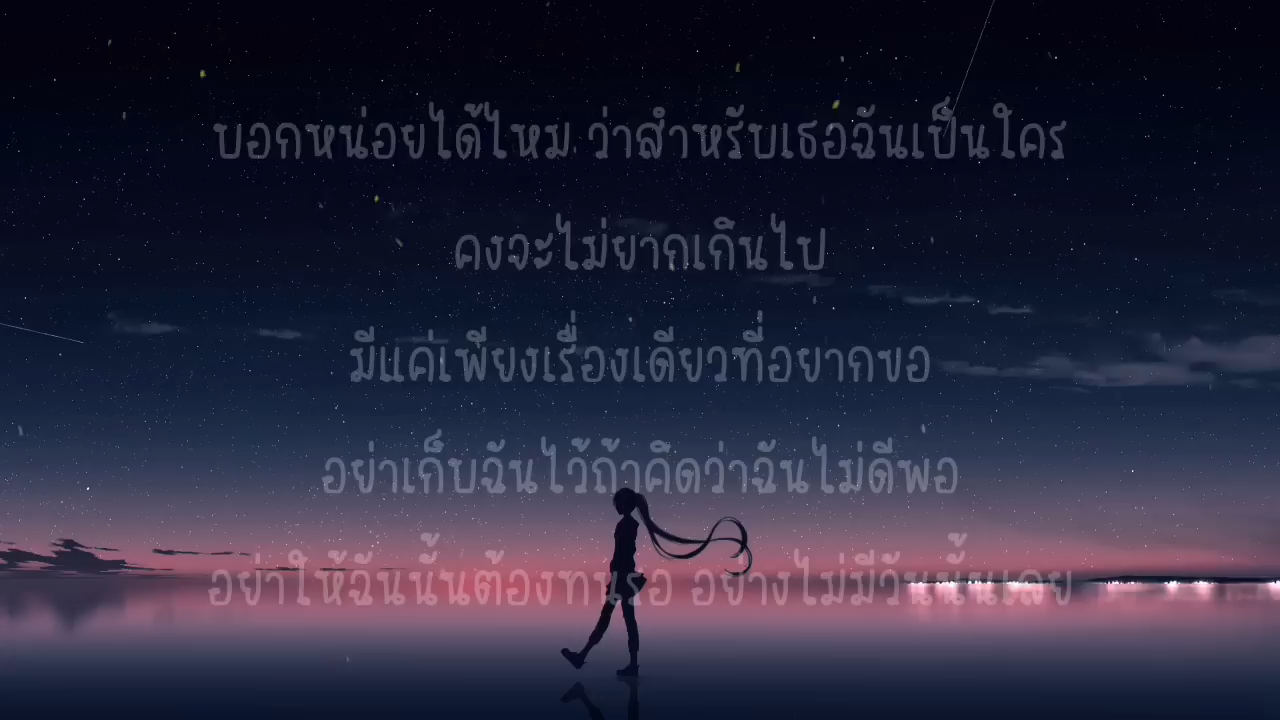 บอกหน่อยได้ไหม ว่าสำหรับเธอฉันเป็นใคร
คงจะไม่ยากเกินไป
มีแค่เพียงเรื่องเดียวที่อยากขอ
อย่าเก็บฉันไว้ถ้าคิดว่าฉันไม่ดีพอ
อย่าให้ฉันนั้นต้องทนรอ อย่างไม่มีวันนั้นเลย